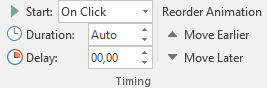 Start: On Click
Duration: Auto
Delay: 00,00
Reorder Animation
Move Earlier
Move Later
Timing